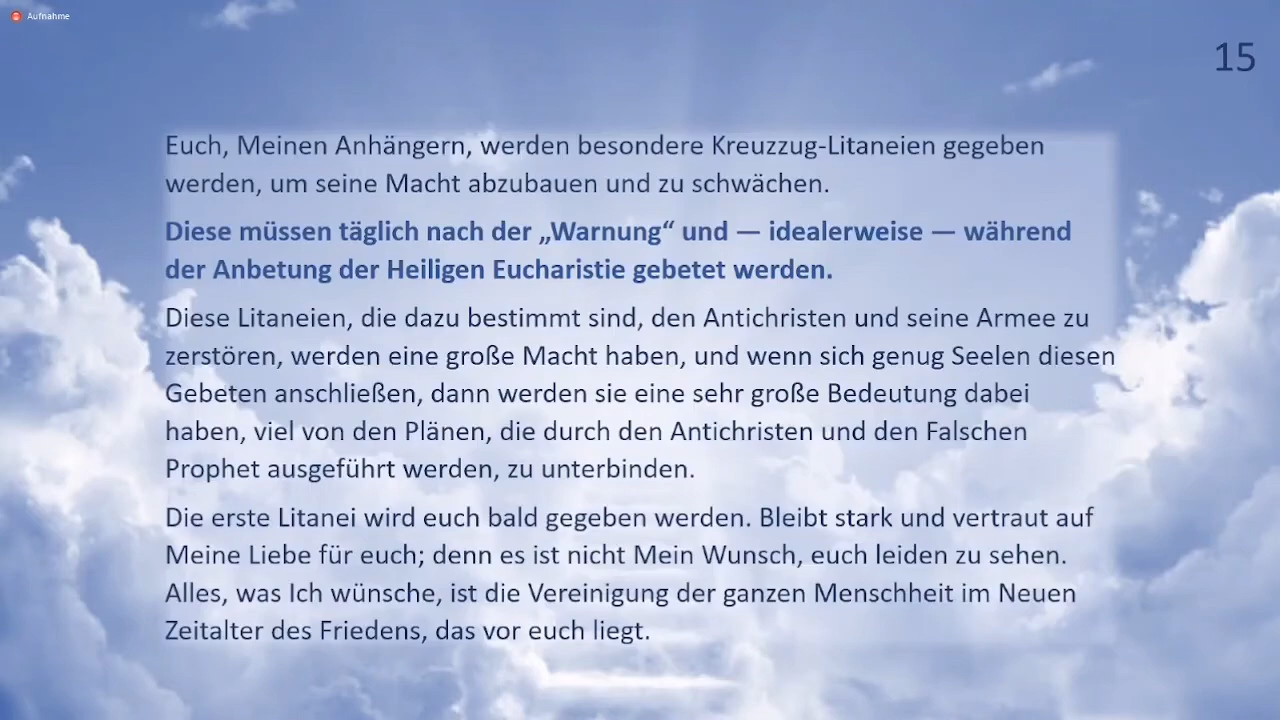 Aufnahme
15
Euch, Meinen Anhängern, werden besondere Kreuzzug-Litaneien gegeben
werden, um seine Macht abzubauen und zu schwächen.
Diese müssen täglich nach der „Warnung“ und — idealerweise — während
der Anbetung der Heiligen Eucharistie gebetet werden.
Diese Litaneien, die dazu bestimmt sind, den Antichristen und seine Armee zu
zerstören, werden eine große Macht haben, und wenn sich genug Seelen diesen
Gebeten anschließen, dann werden sie eine sehr große Bedeutung dabei
haben, viel von den Plänen, die durch den Antichristen und den Falschen
Prophet ausgeführt werden, zu unterbinden.
Die erste Litanei wird euch bald gegeben werden. Bleibt stark und vertraut auf
Meine Liebe für euch; denn es ist nicht Mein Wunsch, euch leiden zu sehen.
Alles, was Ich wünsche, ist die Vereinigung der ganzen Menschheit im Neuen
Zeitalter des Friedens, das vor euch liegt.